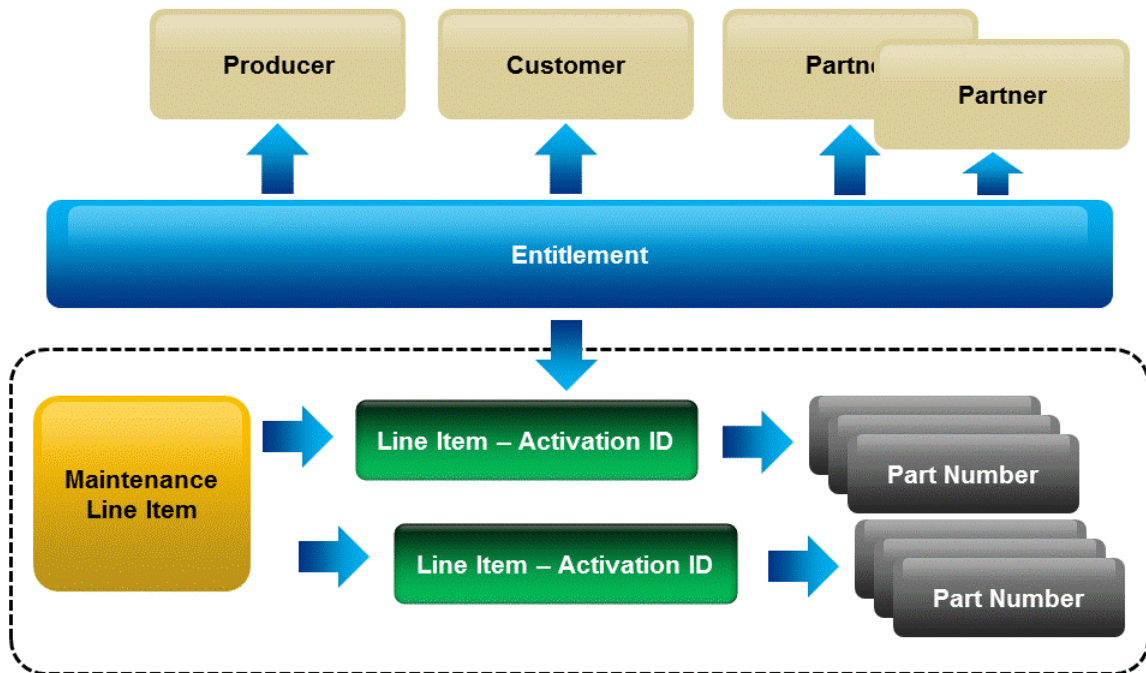 Producer
Customer
Partne
Partner
Entitlement
Maintenance
Line Item
Line Item – Activation ID
Part Number
Line Item – Activation ID
Part Number